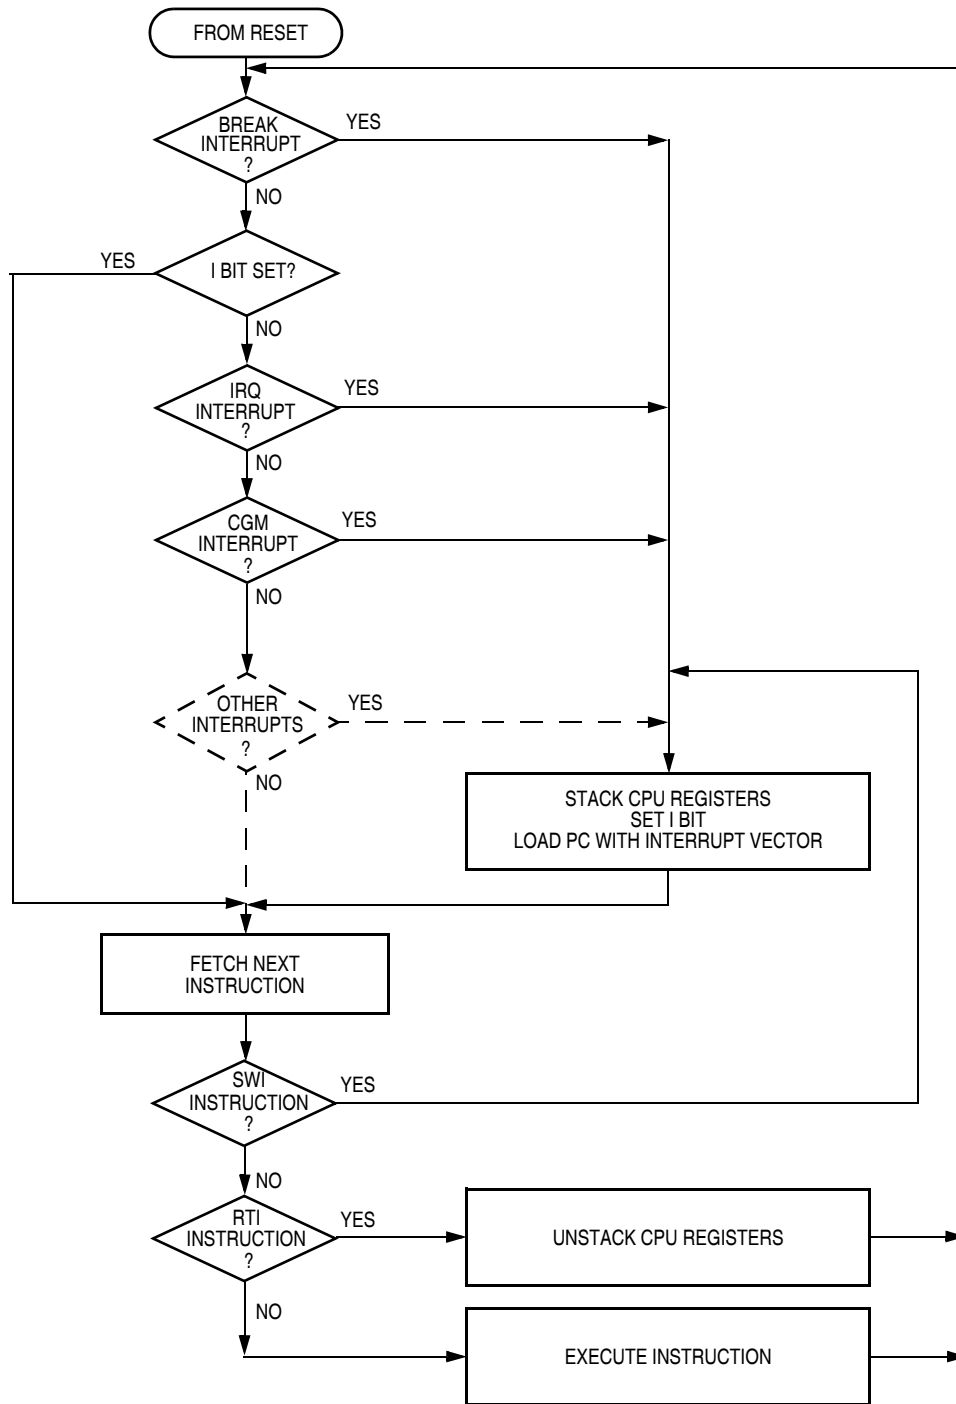 FROM RESET
BREAK
INTERRUPT
?
YES
NO
I BIT SET?
YES
NO
IRQ
INTERRUPT
?
YES
NO
CGM
INTERRUPT
?
YES
NO
OTHER
INTERRUPTS
?
YES
NO
STACK CPU REGISTERS
SET I BIT
LOAD PC WITH INTERRUPT VECTOR
FETCH NEXT
INSTRUCTION
SWI
INSTRUCTION
?
YES
NO
RTI
INSTRUCTION
?
YES
UNSTACK CPU REGISTERS
NO
EXECUTE INSTRUCTION